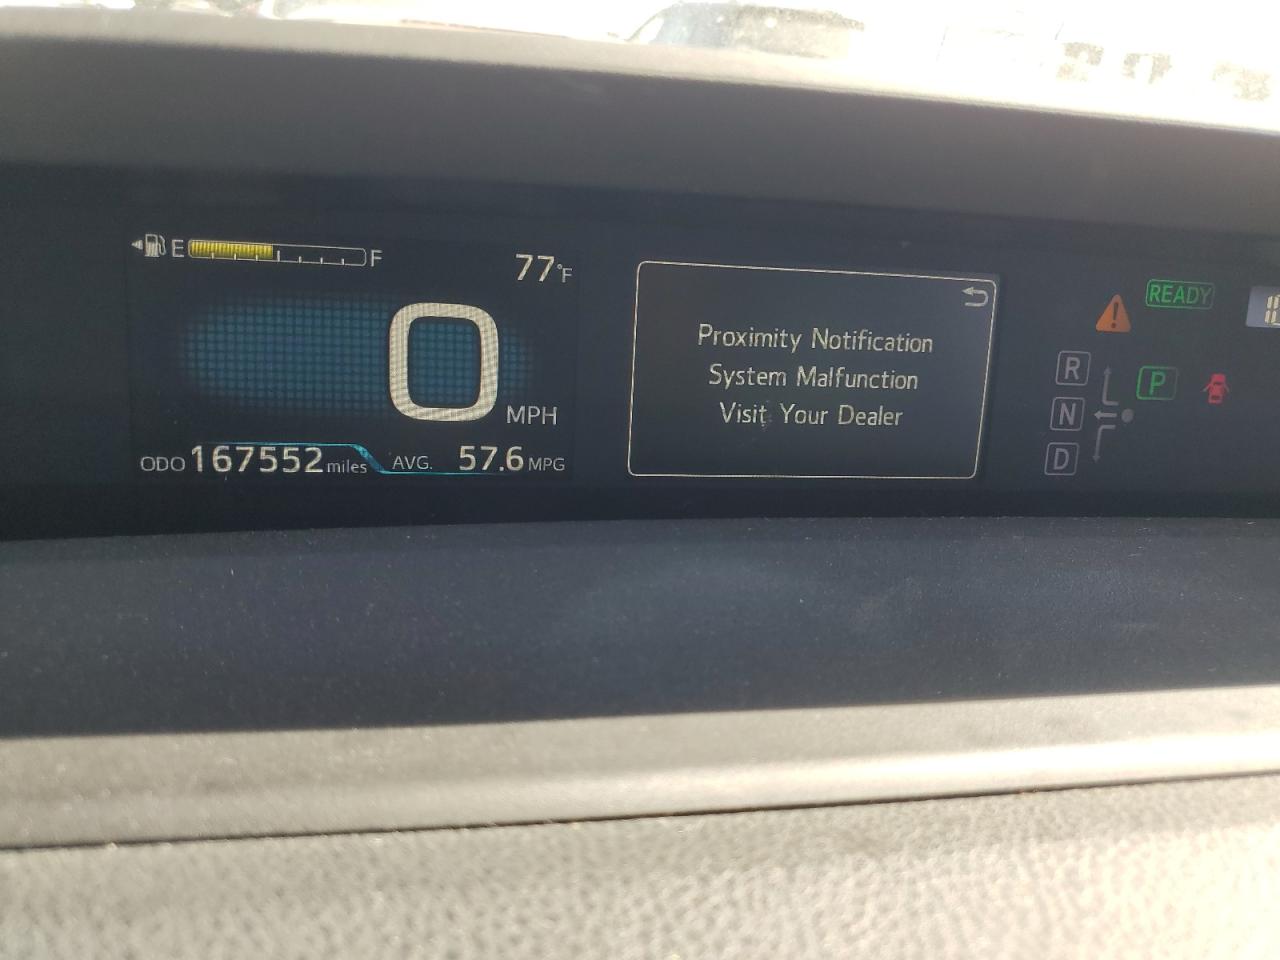 E F
77°F
0 MPH
ODO 167552 miles AVG. 57.6 MPG
Proximity Notification
System Malfunction
Visit Your Dealer
READY
R
P
N
D